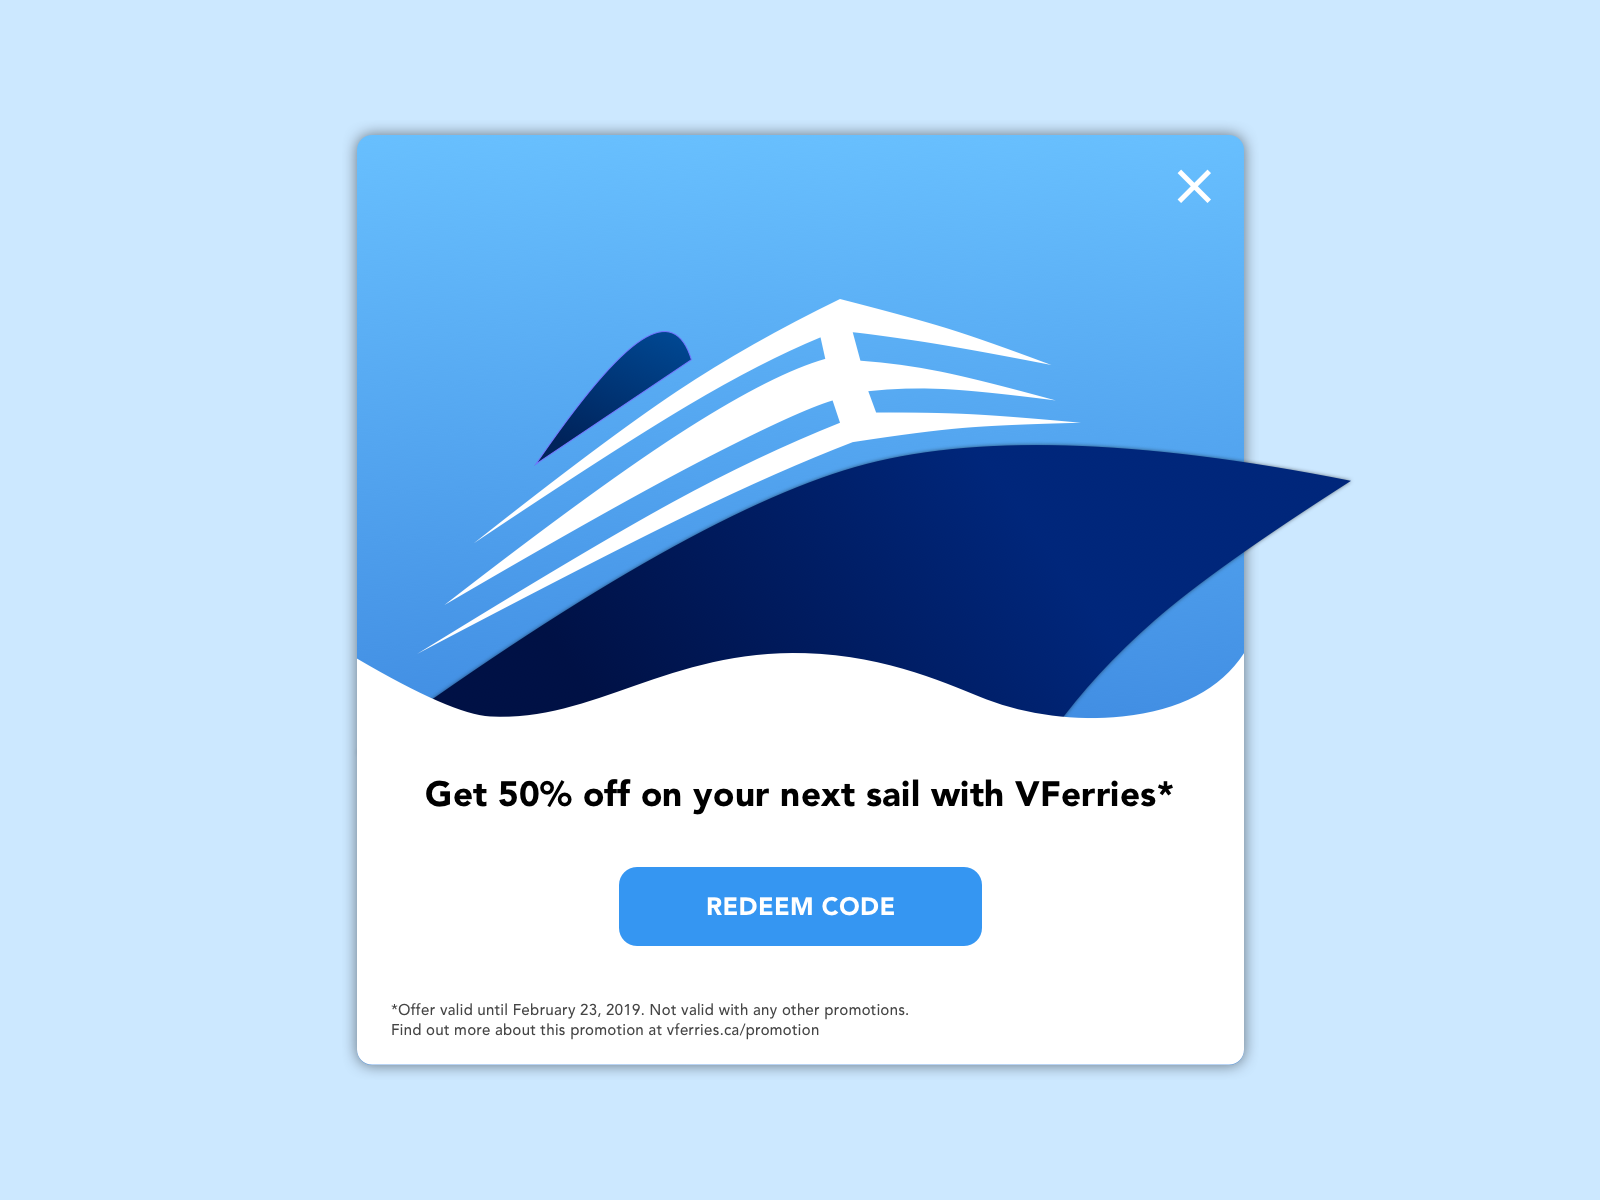 Get 50% off on your next sail with VFerries*
REDEEM CODE
*Offer valid until February 23, 2019. Not valid with any other promotions.
Find out more about this promotion at vferries.ca/promotion